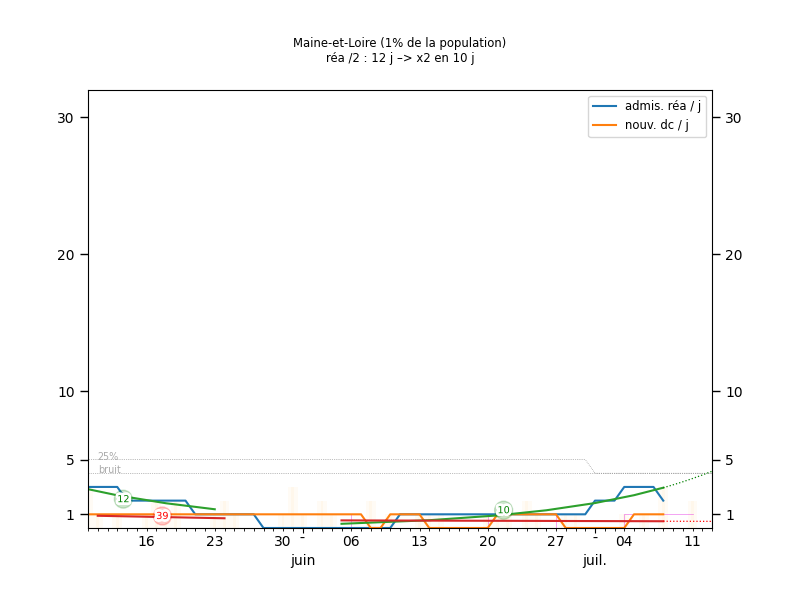 Maine-et-Loire (1% de la population)
réa /2 : 12 j –> x2 en 10 j
admis. réa / j
nouv. dc / j
30 30
20 20
10 10
5 5
1 1
25%
bruit
12
39
10
16 23 30 - 06 13 20 27 - 04 11
juin juil.